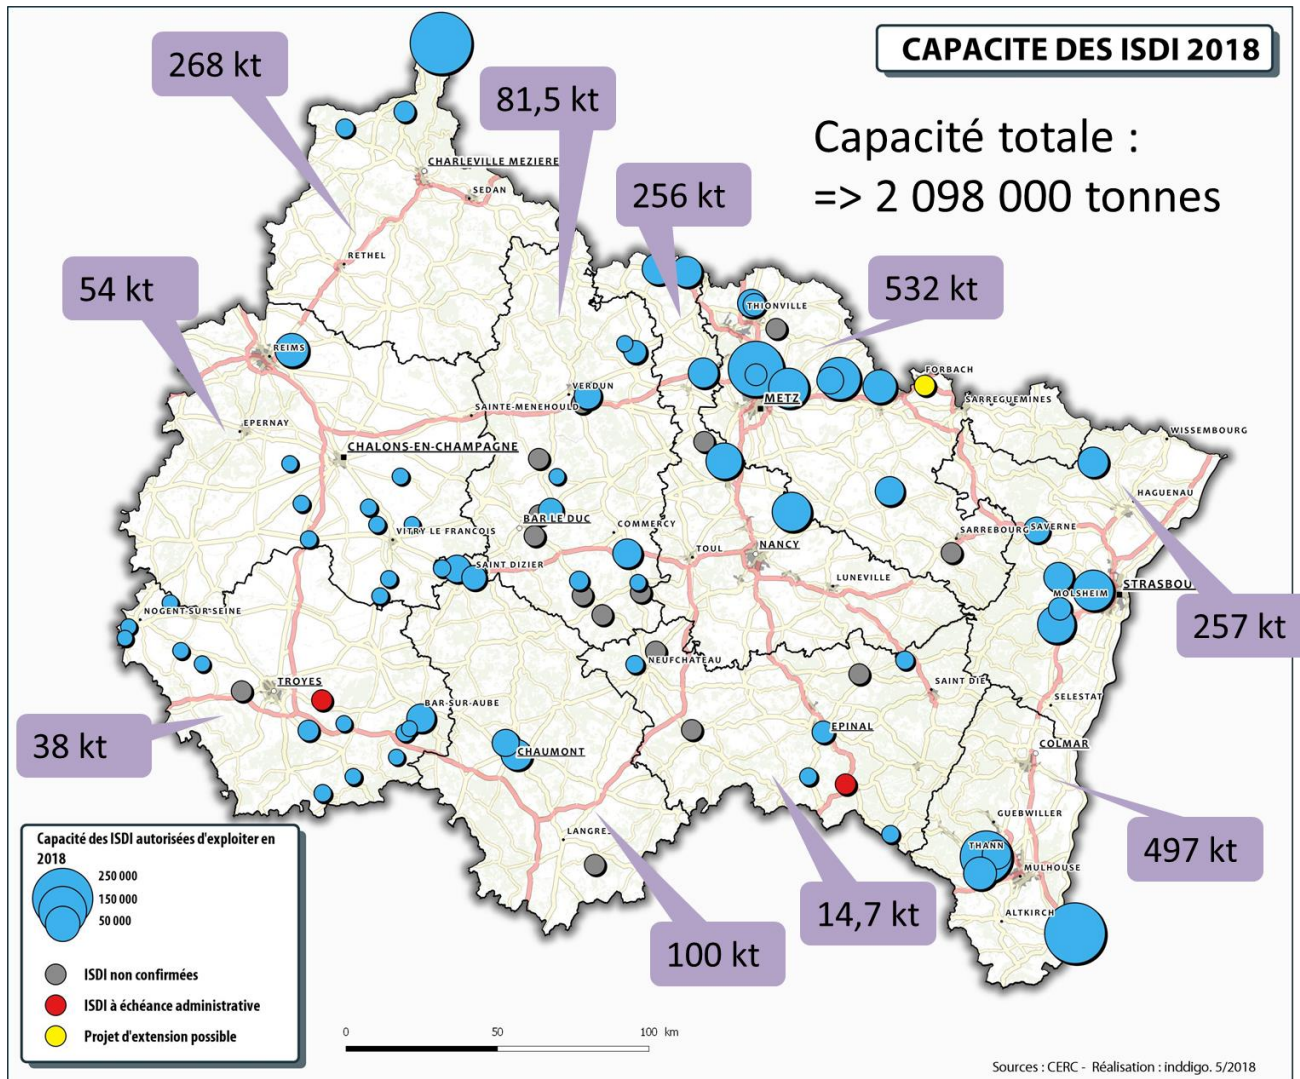 CAPACITE DES ISDI 2018
Capacité totale :
=> 2 098 000 tonnes
268 kt
81,5 kt
256 kt
532 kt
54 kt
257 kt
38 kt
497 kt
14,7 kt
100 kt
CHARLEVILLE MEZIERE
SEDAN
RETHEL
THIONVILLE
REIMS
VERDUN
FORBACH
METZ
SARREGUEMINES
SAINTE-MENEHOULD
EPERNAY
WISSEMBOURG
CHALONS-EN-CHAMPAGNE
HAGUENAU
BAR LE DUC
COMMERCY
SAVERNE
VITRY LE FRANCOIS
SARREBOURG
TOUL
NANCY
SAINT DIZIER
LUNEVILLE
STRASBOU
MOLSHEIM
NOGENT-SUR-SEINE
NEUFCHATEAU
SAINT DIE
TROYES
SELESTAT
BAR-SUR-AUBE
EPINAL
CHAUMONT
COLMAR
GUEBWILLER
LANGRE
THANN
MULHOUSE
ALTKIRCH
Capacité des ISDI autorisées d'exploiter en
2018
250 000
150 000
50 000
ISDI non confirmées
ISDI à échéance administrative
Projet d'extension possible
0 50 100 km
Sources : CERC - Réalisation : inddigo. 5/2018